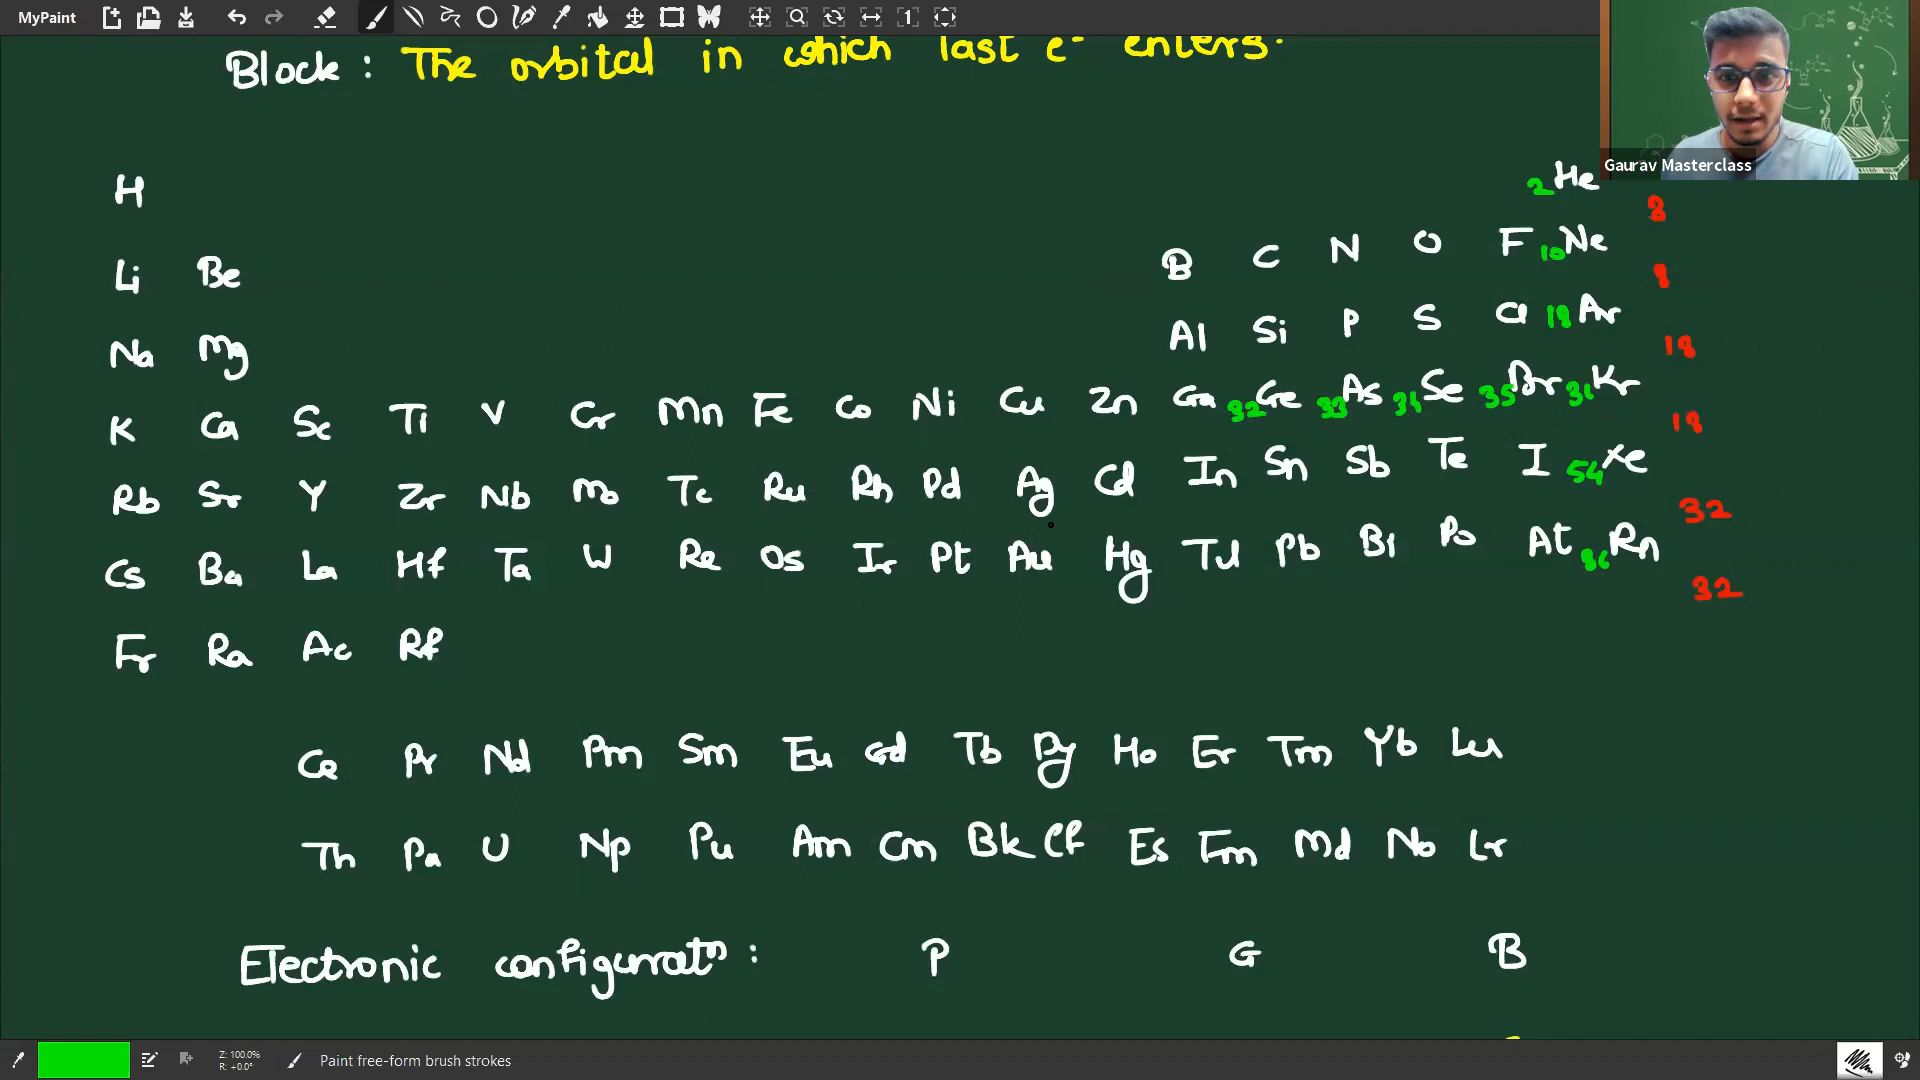 MyPaint
Block : The orbital in which last e⁻ enters.
Gaurav Masterclass
H 2He
8
Li Be B C N O F 10Ne
8
Na Mg Al Si P S Cl 18Ar
18
K Ca Sc Ti V Cr Mn Fe Co Ni Cu Zn Ga 32Ge 33As 34Se 35Br 36Kr
18
Rb Sr Y Zr Nb Mo Tc Ru Rh Pd Ag Cd In Sn Sb Te I 54Xe
32
Cs Ba La Hf Ta W Re Os Ir Pt Au Hg Tl Pb Bi Po At 86Rn
32
Fr Ra Ac Rf
Ce Pr Nd Pm Sm Eu Gd Tb Dy Ho Er Tm Yb Lu
Th Pa U Np Pu Am Cm Bk Cf Es Fm Md No Lr
Electronic configuratn : P G B
Z: 100.0%
R: +0.0°
Paint free-form brush strokes